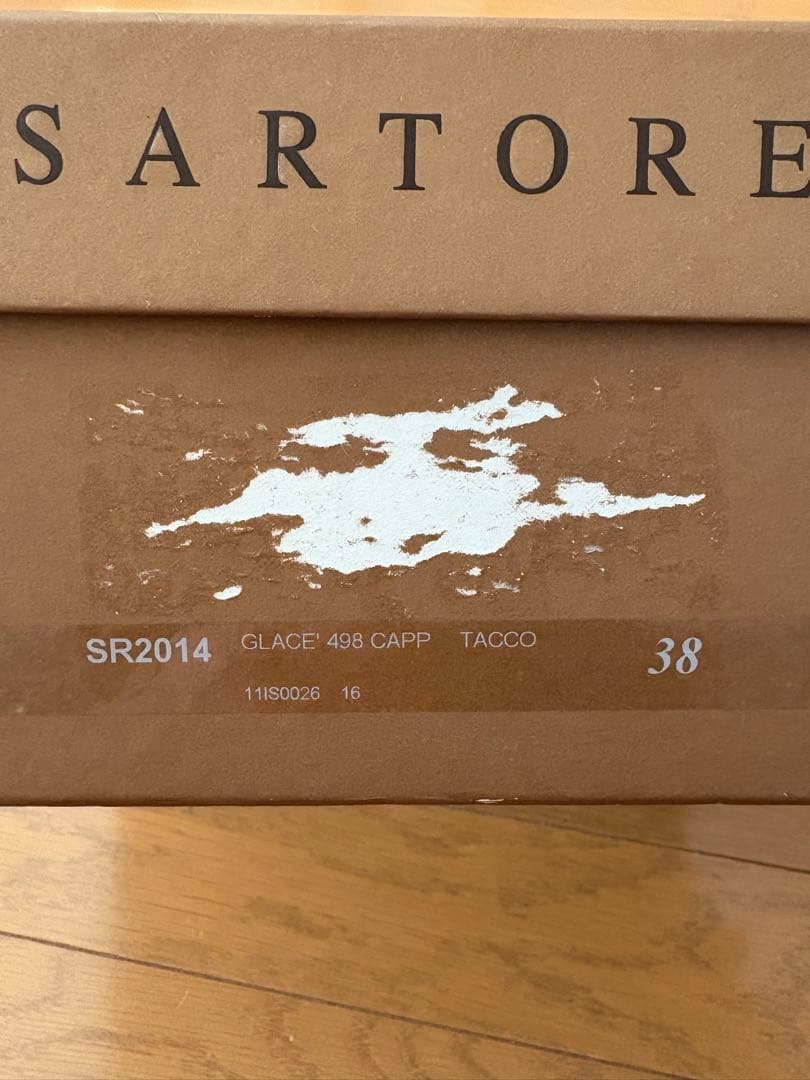 SARTORE
SR2014 GLACE' 498 CAPP TACCO 38
11IS0026 16